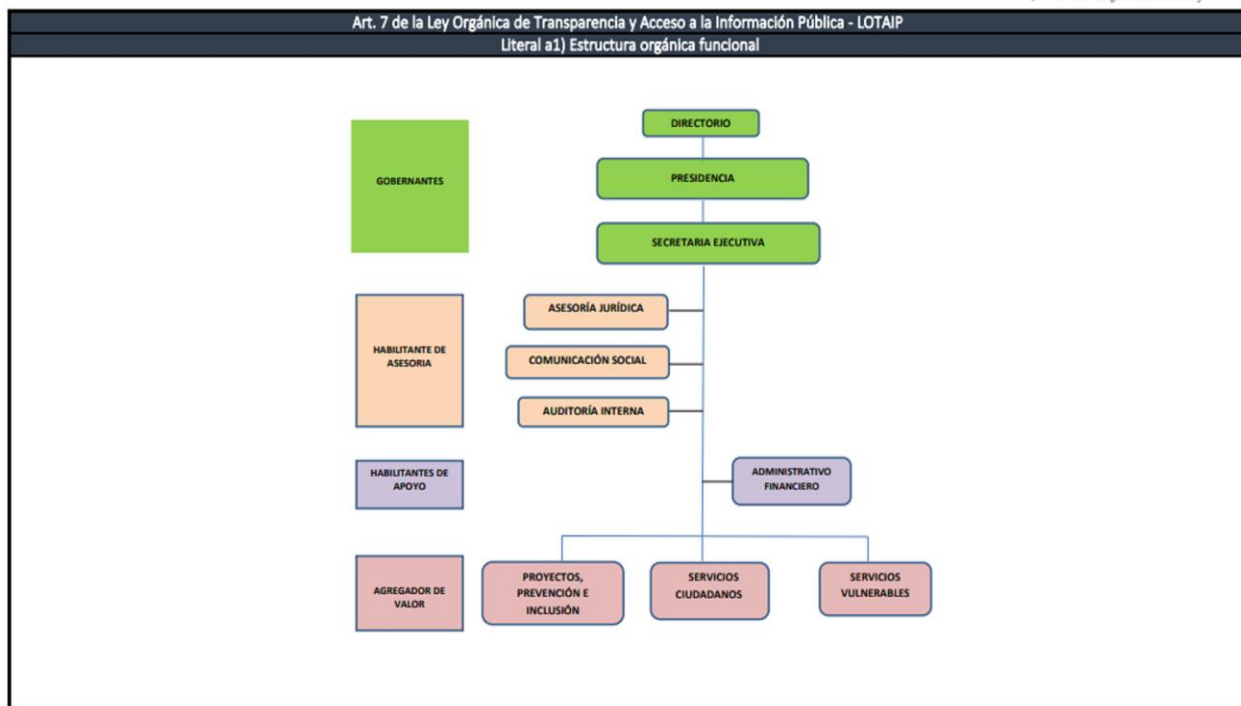 Art. 7 de la Ley Orgánica de Transparencia y Acceso a la Información Pública - LOTAIP
Literal a1) Estructura orgánica funcional
GOBERNANTES
DIRECTORIO
PRESIDENCIA
SECRETARIA EJECUTIVA
HABILITANTE DE
ASESORIA
ASESORÍA JURÍDICA
COMUNICACIÓN SOCIAL
AUDITORÍA INTERNA
HABILITANTES DE
APOYO
ADMINISTRATIVO
FINANCIERO
AGREGADOR DE
VALOR
PROYECTOS,
PREVENCIÓN E
INCLUSIÓN
SERVICIOS
CIUDADANOS
SERVICIOS
VULNERABLES